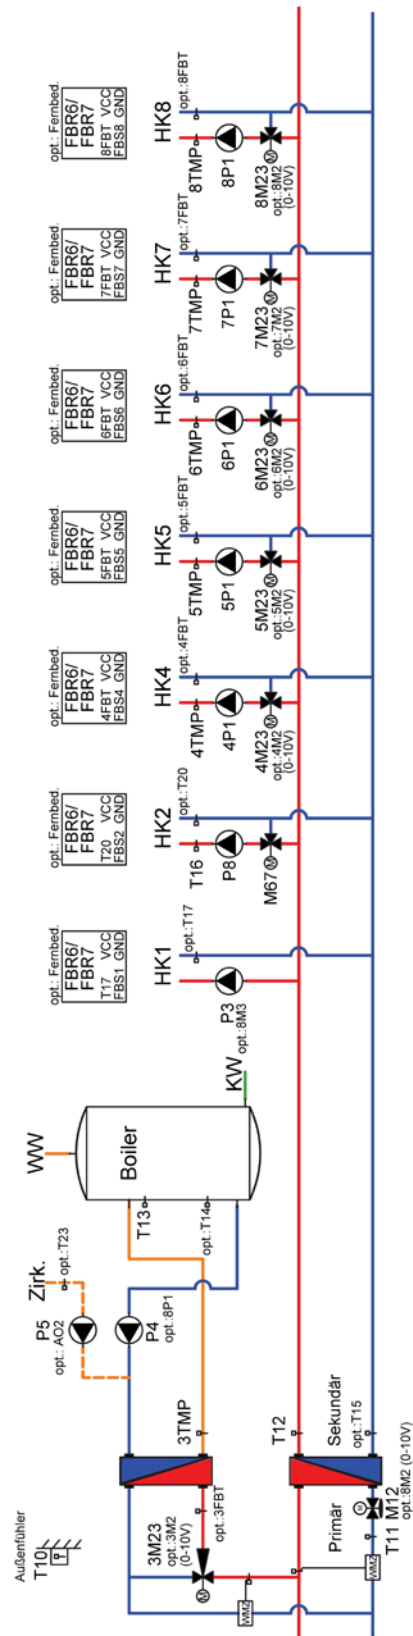 Außenfühler
T10
3M23
opt.:3M2
(0-10V)
opt.:3FBT
WMZ
3TMP
Primär
Sekundär
WMZ
T11
M12
opt.:8M2 (0-10V)
T12
opt.:T15
P5
opt.: AO2
Zirk.
opt.:T23
P4
opt.:8P1
WW
Boiler
T13
opt.:T14
KW
opt.: Fernbed.
FBR6/
FBR7
T17 VCC
FBS1 GND
HK1
opt.:T17
P3
opt.:8M3
opt.: Fernbed.
FBR6/
FBR7
T20 VCC
FBS2 GND
HK2
opt.:T20
T16
P8
M67
M
opt.: Fernbed.
FBR6/
FBR7
4FBT VCC
FBS4 GND
HK4
opt.:4FBT
4TMP
4P1
4M23
M
opt.:4M2
(0-10V)
opt.: Fernbed.
FBR6/
FBR7
5FBT VCC
FBS5 GND
HK5
opt.:5FBT
5TMP
5P1
5M23
M
opt.:5M2
(0-10V)
opt.: Fernbed.
FBR6/
FBR7
6FBT VCC
FBS6 GND
HK6
opt.:6FBT
6TMP
6P1
6M23
M
opt.:6M2
(0-10V)
opt.: Fernbed.
FBR6/
FBR7
7FBT VCC
FBS7 GND
HK7
opt.:7FBT
7TMP
7P1
7M23
M
opt.:7M2
(0-10V)
opt.: Fernbed.
FBR6/
FBR7
8FBT VCC
FBS8 GND
HK8
opt.:8FBT
8TMP
8P1
8M23
M
opt.:8M2
(0-10V)
M
M